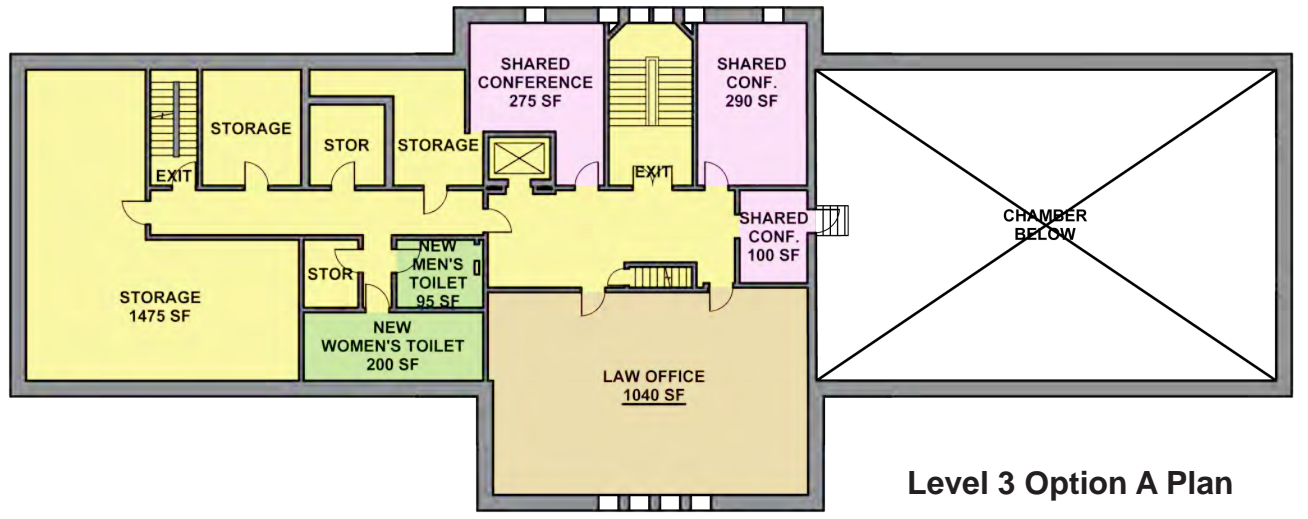 SHARED
CONFERENCE
275 SF
SHARED
CONF.
290 SF
STORAGE
STOR
STORAGE
EXIT
EXIT
SHARED
CONF.
100 SF
CHAMBER
BELOW
NEW
MEN'S
TOILET
95 SF
STOR
STORAGE
1475 SF
NEW
WOMEN'S TOILET
200 SF
LAW OFFICE
1040 SF
Level 3 Option A Plan